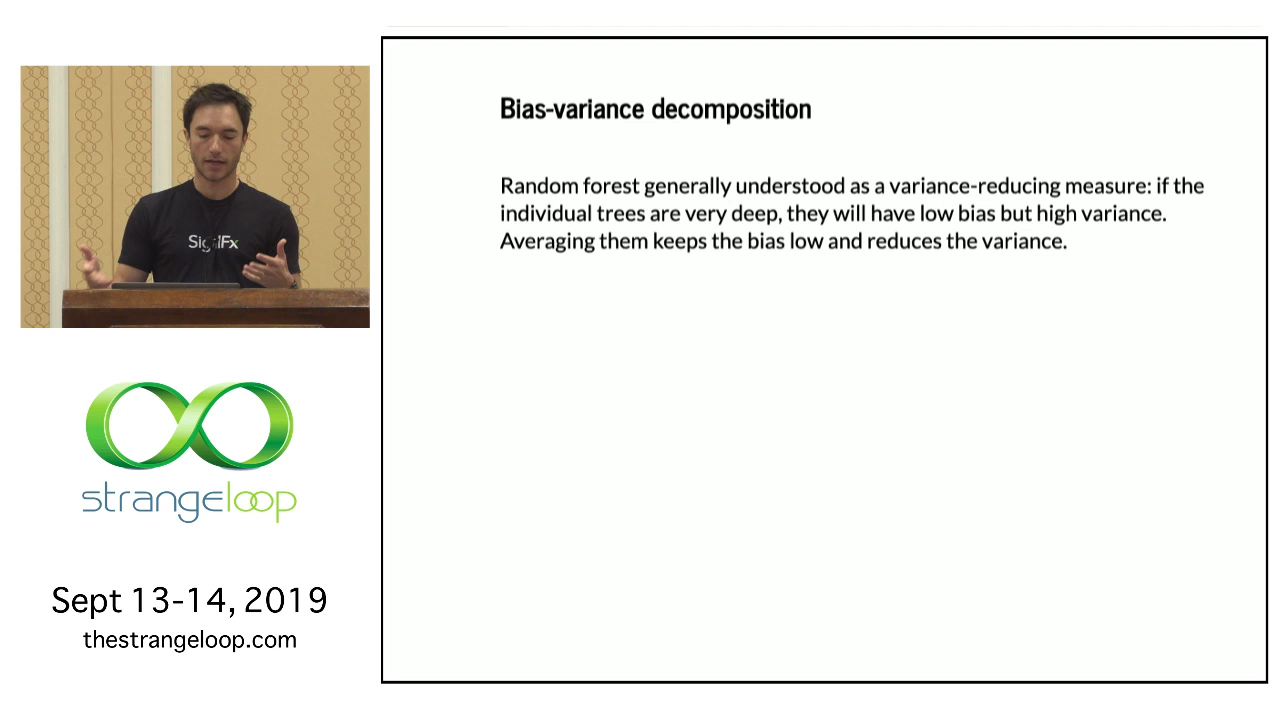 Bias-variance decomposition
Random forest generally understood as a variance-reducing measure: if the
individual trees are very deep, they will have low bias but high variance.
Averaging them keeps the bias low and reduces the variance.
SignalFx
strangeloop
Sept 13-14, 2019
thestrangeloop.com